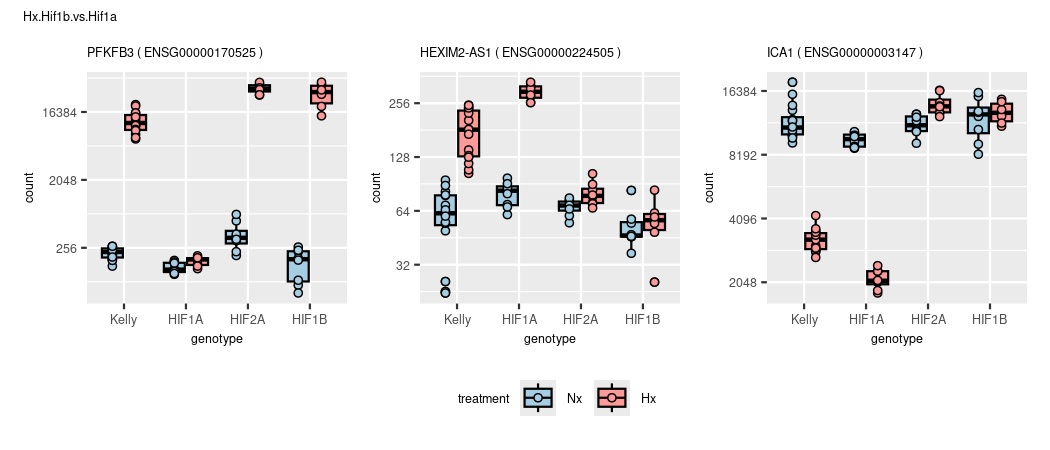 Hx.Hif1b.vs.Hif1a
PFKFB3 ( ENSG00000170525 )
count
16384
2048
256
Kelly HIF1A HIF2A HIF1B
genotype
HEXIM2-AS1 ( ENSG00000224505 )
count
256
128
64
32
Kelly HIF1A HIF2A HIF1B
genotype
ICA1 ( ENSG00000003147 )
count
16384
8192
4096
2048
Kelly HIF1A HIF2A HIF1B
genotype
treatment Nx Hx